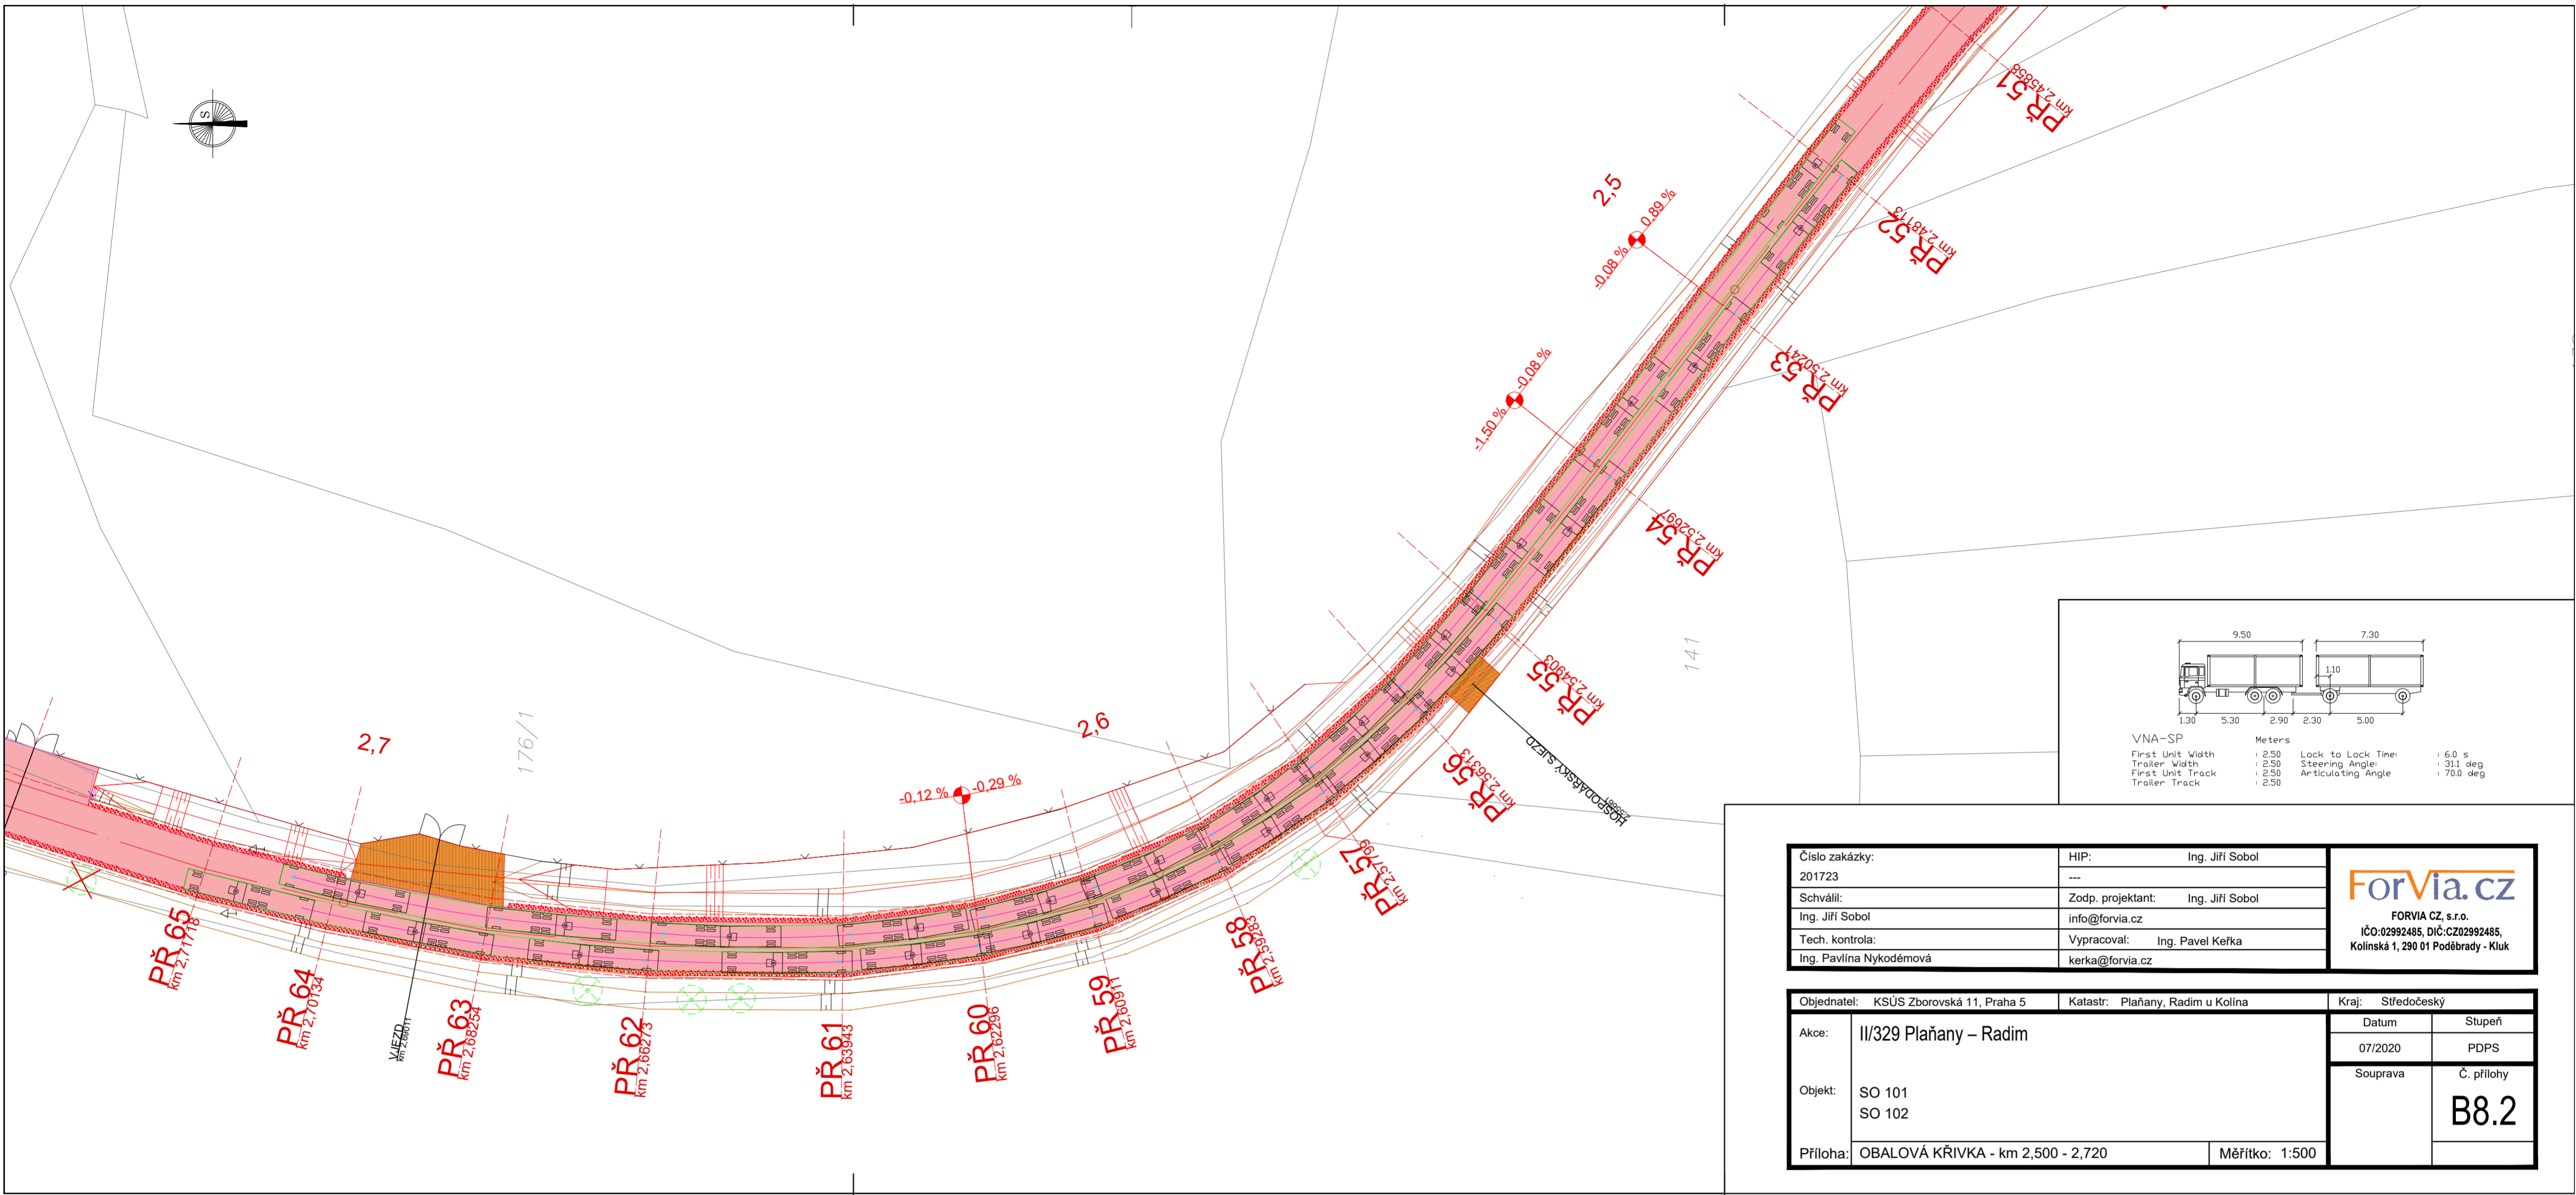 S
PŘ 51
km 2,45858
2,5
0,89 %
-0,08 %
PŘ 52
km 2,48113
-0,08 %
-1,50 %
PŘ 53
km 2,50241
PŘ 54
km 2,52697
141
PŘ 55
km 2,54903
HOSPODÁŘSKÝ SJEZD
PŘ 56
km 2,56313
PŘ 57
km 2,57799
PŘ 58
km 2,59283
2,6
-0,12 %
-0,29 %
PŘ 59
km 2,60911
PŘ 60
km 2,62296
PŘ 61
km 2,63943
PŘ 62
km 2,66273
PŘ 63
km 2,68254
176/1
2,7
VJEZD
km 2,69011
PŘ 64
km 2,70134
PŘ 65
km 2,71718
9.50 7.30
1.10
1.30 5.30 2.90 2.30 5.00
VNA-SP Meters
First Unit Width : 2.50 Lock to Lock Time: : 6.0 s
Trailer Width : 2.50 Steering Angle: : 31.1 deg
First Unit Track : 2.50 Articulating Angle : 70.0 deg
Trailer Track : 2.50
Číslo zakázky: HIP: Ing. Jiří Sobol
201723 ---
Schválil: Zodp. projektant: Ing. Jiří Sobol
Ing. Jiří Sobol info@forvia.cz
Tech. kontrola: Vypracoval: Ing. Pavel Keřka
Ing. Pavlína Nykodémová kerka@forvia.cz
ForVia.cz
FORVIA CZ, s.r.o.
IČO:02992485, DIČ:CZ02992485,
Kolínská 1, 290 01 Poděbrady - Kluk
Objednatel: KSÚS Zborovská 11, Praha 5 Katastr: Plaňany, Radim u Kolína Kraj: Středočeský
Akce: II/329 Plaňany – Radim
Datum Stupeň
07/2020 PDPS
Objekt: SO 101
SO 102
Souprava Č. přílohy
B8.2
Příloha: OBALOVÁ KŘIVKA - km 2,500 - 2,720 Měřítko: 1:500